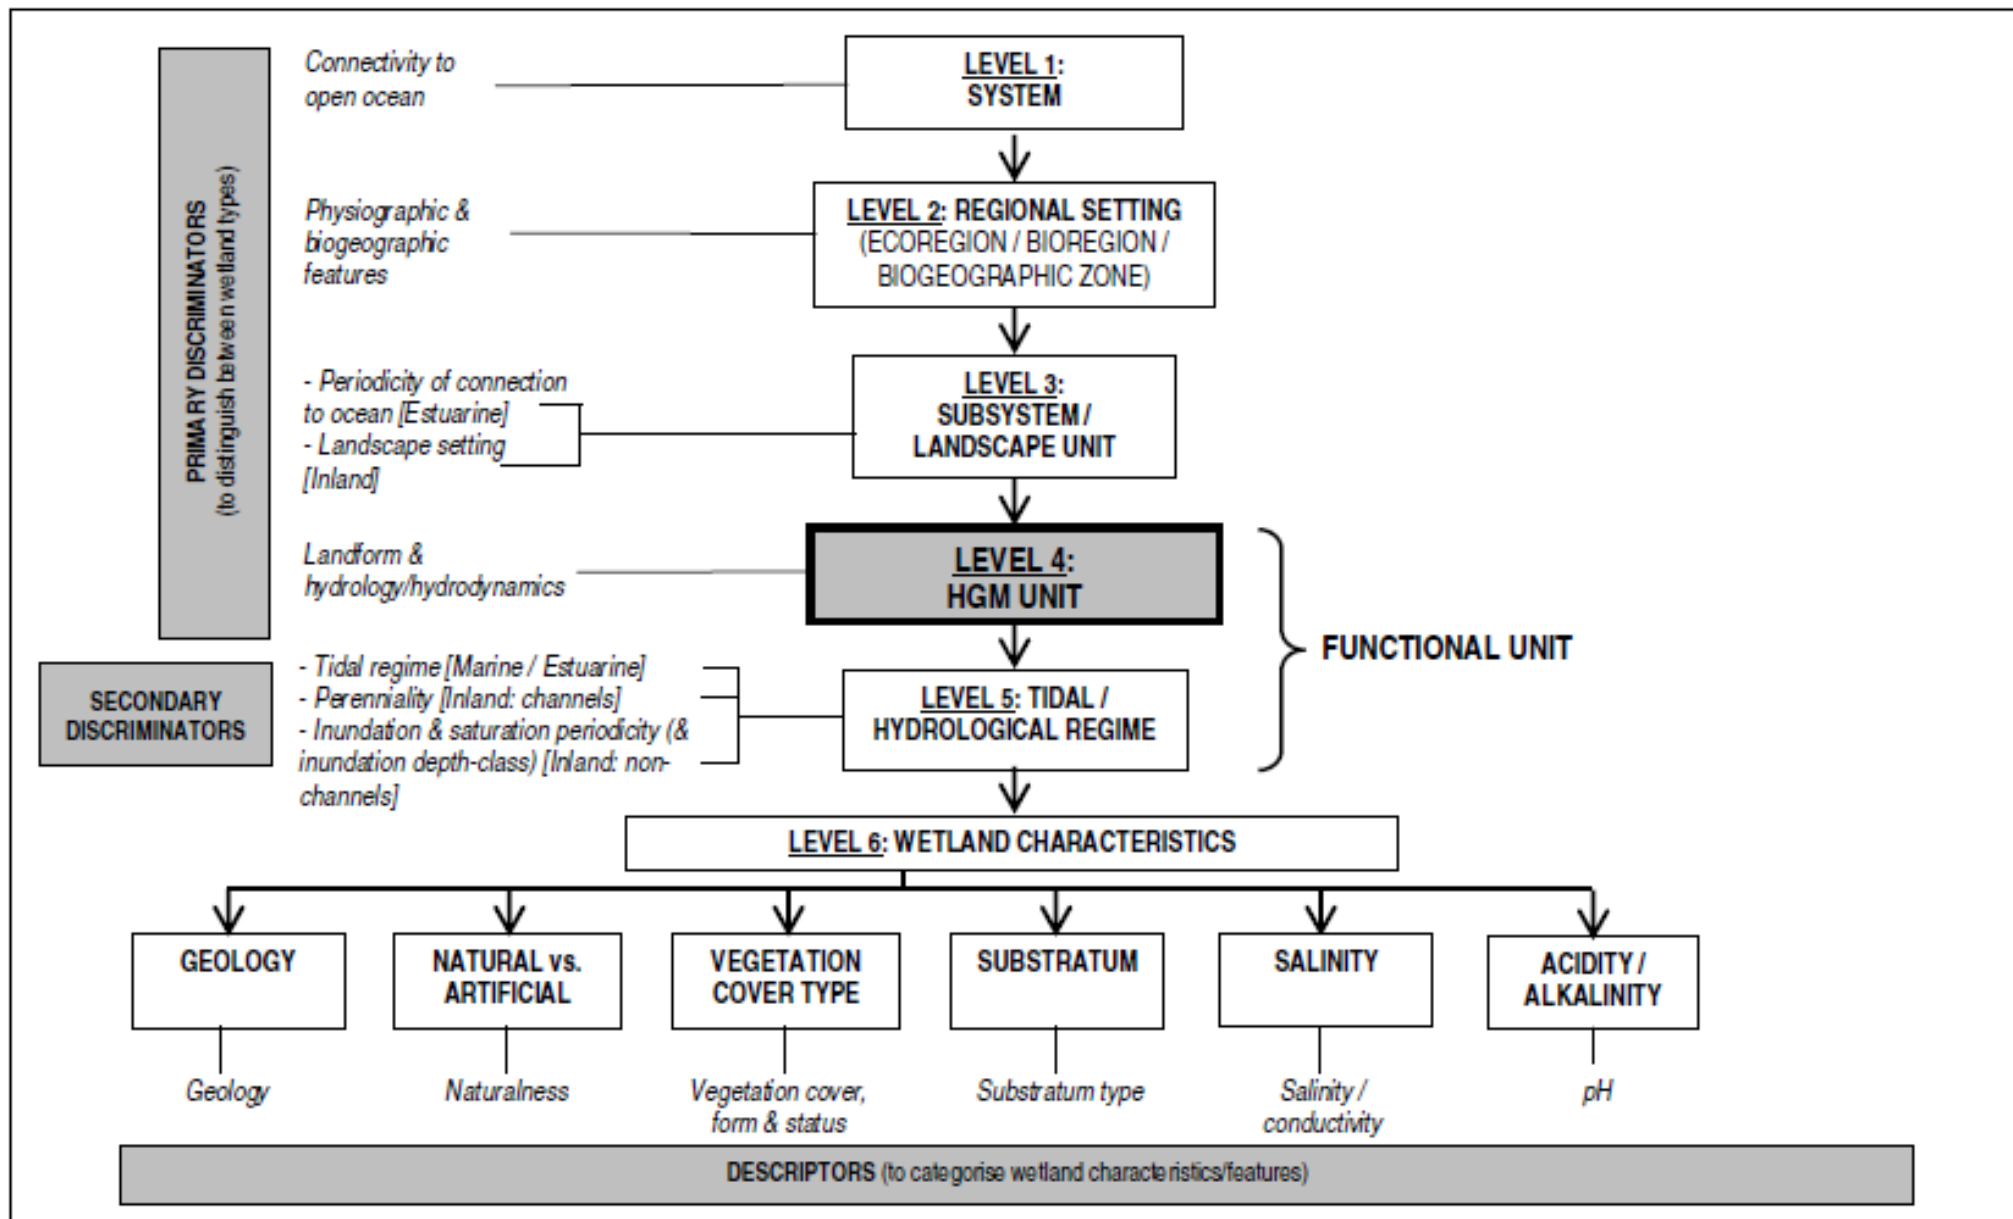 Connectivity to
open ocean
LEVEL 1:
SYSTEM
PRIMARY DISCRIMINATORS
(to distinguish between wetland types)
Physiographic &
biogeographic
features
LEVEL 2: REGIONAL SETTING
(ECOREGION / BIOREGION /
BIOGEOGRAPHIC ZONE)
- Periodicity of connection
to ocean [Estuarine]
- Landscape setting
[Inland]
LEVEL 3:
SUBSYSTEM /
LANDSCAPE UNIT
Landform &
hydrology/hydrodynamics
LEVEL 4:
HGM UNIT
FUNCTIONAL UNIT
SECONDARY
DISCRIMINATORS
- Tidal regime [Marine / Estuarine]
- Perenniality [Inland: channels]
- Inundation & saturation periodicity (&
inundation depth-class) [Inland: non-
channels]
LEVEL 5: TIDAL /
HYDROLOGICAL REGIME
LEVEL 6: WETLAND CHARACTERISTICS
GEOLOGY
NATURAL vs.
ARTIFICIAL
VEGETATION
COVER TYPE
SUBSTRATUM
SALINITY
ACIDITY /
ALKALINITY
Geology
Naturalness
Vegetation cover,
form & status
Substratum type
Salinity /
conductivity
pH
DESCRIPTORS (to categorise wetland characteristics/features)